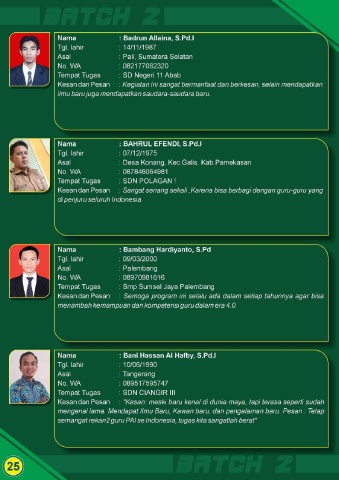 BATCH 2
Nama : Badrun Allaina, S.Pd.I
Tgl. lahir : 14/11/1987
Asal : Pali, Sumatera Selatan
No. WA : 082177092320
Tempat Tugas : SD Negeri 11 Abab
Kesan dan Pesan : Kegiatan ini sangat bermanfaat dan berkesan, selain mendapatkan
ilmu baru juga mendapatkan saudara-saudara baru.
Nama : BAHRUL EFENDI, S.Pd.I
Tgl. lahir : 07/12/1975
Asal : Desa Konang, Kec.Galis. Kab.Pamekasan
No. WA : 087846064981
Tempat Tugas : SDN POLAGAN I
Kesan dan Pesan : Sangat senang sekali ,Karena bisa berbagi dengan guru-guru yang
di penjuru seluruh Indonesia.
Nama : Bambang Hardiyanto, S.Pd
Tgl. lahir : 09/03/2000
Asal : Palembang
No. WA : 08970981616
Tempat Tugas : Smp Sumsel Jaya Palembang
Kesan dan Pesan : Semoga program ini selalu ada dalam setiap tahunnya agar bisa
menambah kemampuan dan kompetensi guru dalam era 4.0.
Nama : Bani Hassan Al Hafby, S.Pd.I
Tgl. lahir : 10/06/1990
Asal : Tangerang
No. WA : 089517595747
Tempat Tugas : SDN CIANGIR III
Kesan dan Pesan : "Kesan: meski baru kenal di dunia maya, tapi terasa seperti sudah
mengenal lama. Mendapat Ilmu Baru, Kawan baru, dan pengalaman baru. Pesan : Tetap
semangat rekan2 guru PAI se Indonesia, tugas kita sangatlah berat"
25
BATCH 2